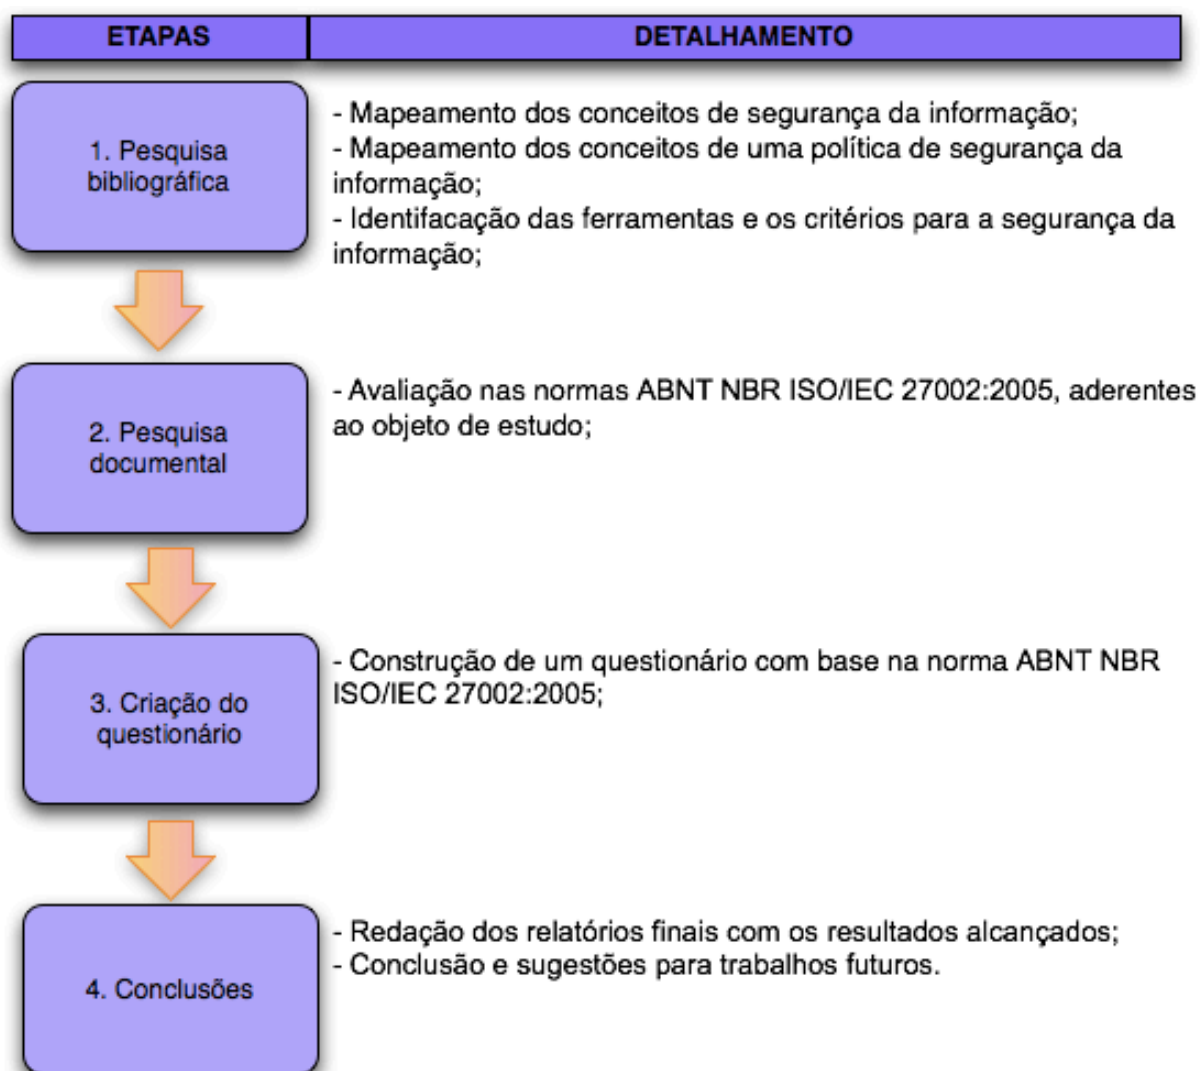 ETAPAS
DETALHAMENTO
1. Pesquisa
bibliográfica
- Mapeamento dos conceitos de segurança da informação;
- Mapeamento dos conceitos de uma política de segurança da
informação;
- Identifacação das ferramentas e os critérios para a segurança da
informação;
2. Pesquisa
documental
- Avaliação nas normas ABNT NBR ISO/IEC 27002:2005, aderentes
ao objeto de estudo;
3. Criação do
questionário
- Construção de um questionário com base na norma ABNT NBR
ISO/IEC 27002:2005;
4. Conclusões
- Redação dos relatórios finais com os resultados alcançados;
- Conclusão e sugestões para trabalhos futuros.